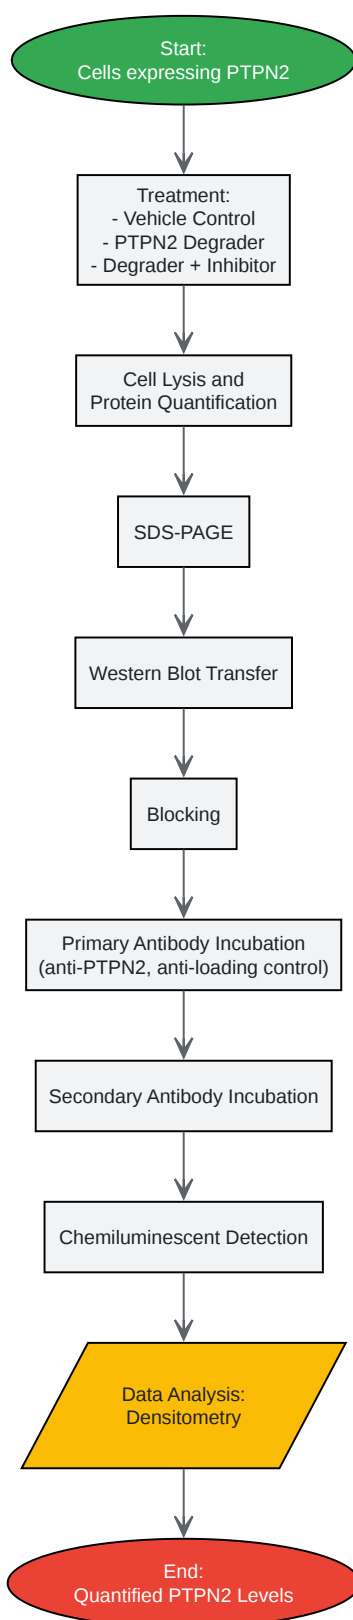 Start:
Cells expressing PTPN2
Treatment:
- Vehicle Control
- PTPN2 Degrader
- Degrader + Inhibitor
Cell Lysis and
Protein Quantification
SDS-PAGE
Western Blot Transfer
Blocking
Primary Antibody Incubation
(anti-PTPN2, anti-loading control)
Secondary Antibody Incubation
Chemiluminescent Detection
Data Analysis:
Densitometry
End:
Quantified PTPN2 Levels